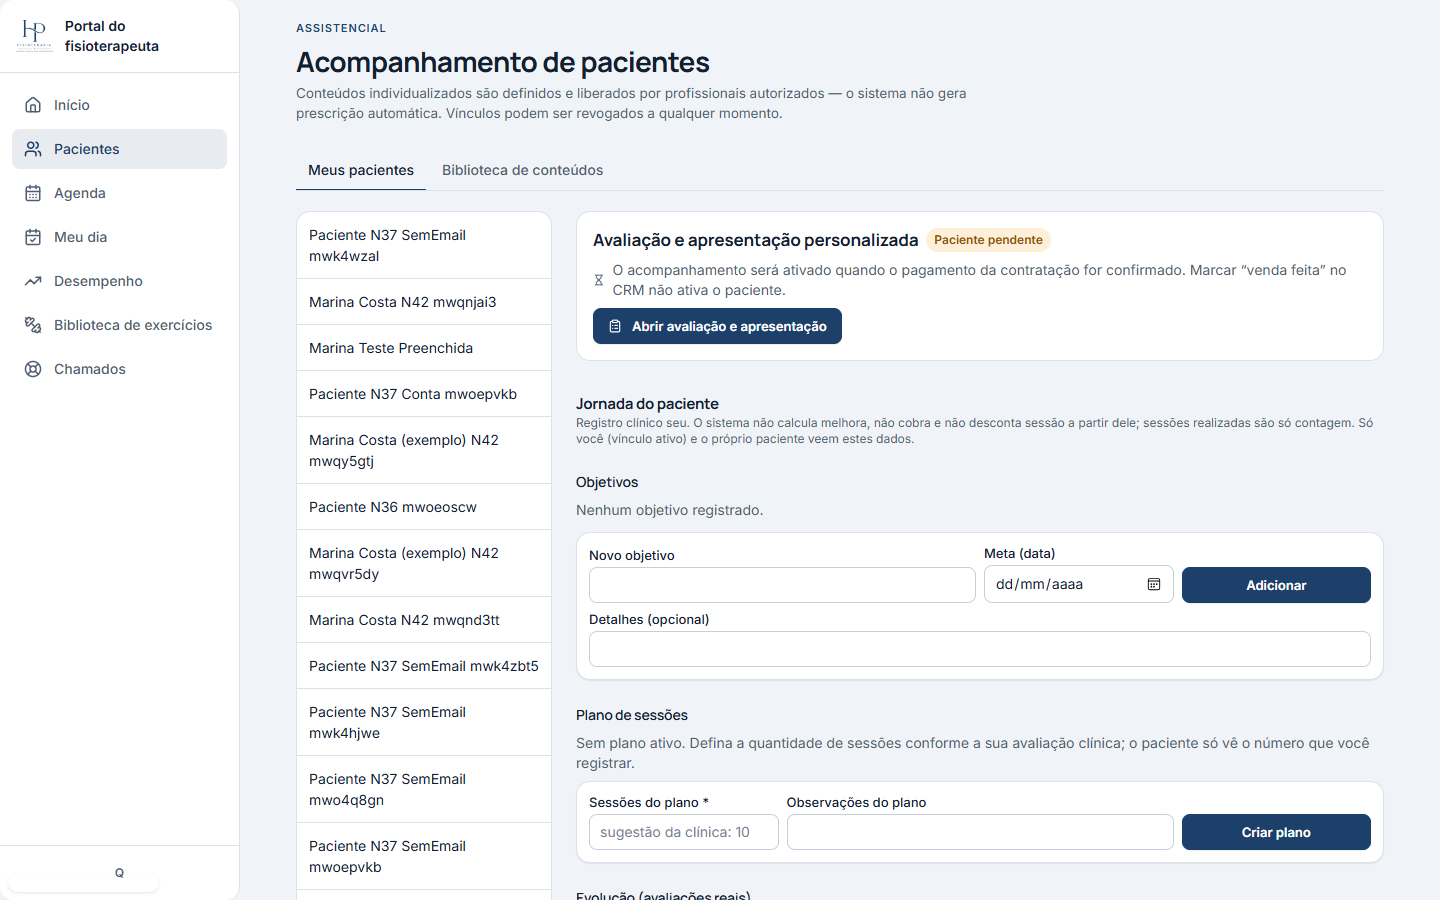 hp
FISIOTERAPIA
Portal do
fisioterapeuta
Início
Pacientes
Agenda
Meu dia
Desempenho
Biblioteca de exercícios
Chamados
Q
ASSISTENCIAL
Acompanhamento de pacientes
Conteúdos individualizados são definidos e liberados por profissionais autorizados — o sistema não gera
prescrição automática. Vínculos podem ser revogados a qualquer momento.
Meus pacientes
Biblioteca de conteúdos
Paciente N37 SemEmail
mwk4wzal
Marina Costa N42 mwqnjai3
Marina Teste Preenchida
Paciente N37 Conta mwoepvkb
Marina Costa (exemplo) N42
mwqy5gtj
Paciente N36 mwoeoscw
Marina Costa (exemplo) N42
mwqvr5dy
Marina Costa N42 mwqnd3tt
Paciente N37 SemEmail mwk4zbt5
Paciente N37 SemEmail
mwk4hjwe
Paciente N37 SemEmail
mwo4q8gn
Paciente N37 SemEmail
mwoepvkb
Avaliação e apresentação personalizada
Paciente pendente
O acompanhamento será ativado quando o pagamento da contratação for confirmado. Marcar “venda feita” no
CRM não ativa o paciente.
Abrir avaliação e apresentação
Jornada do paciente
Registro clínico seu. O sistema não calcula melhora, não cobra e não desconta sessão a partir dele; sessões realizadas são só contagem. Só
você (vínculo ativo) e o próprio paciente veem estes dados.
Objetivos
Nenhum objetivo registrado.
Novo objetivo
Meta (data)
dd/mm/aaaa
Adicionar
Detalhes (opcional)
Plano de sessões
Sem plano ativo. Defina a quantidade de sessões conforme a sua avaliação clínica; o paciente só vê o número que você
registrar.
Sessões do plano *
Observações do plano
sugestão da clínica: 10
Criar plano
Evolução (avaliações reais)